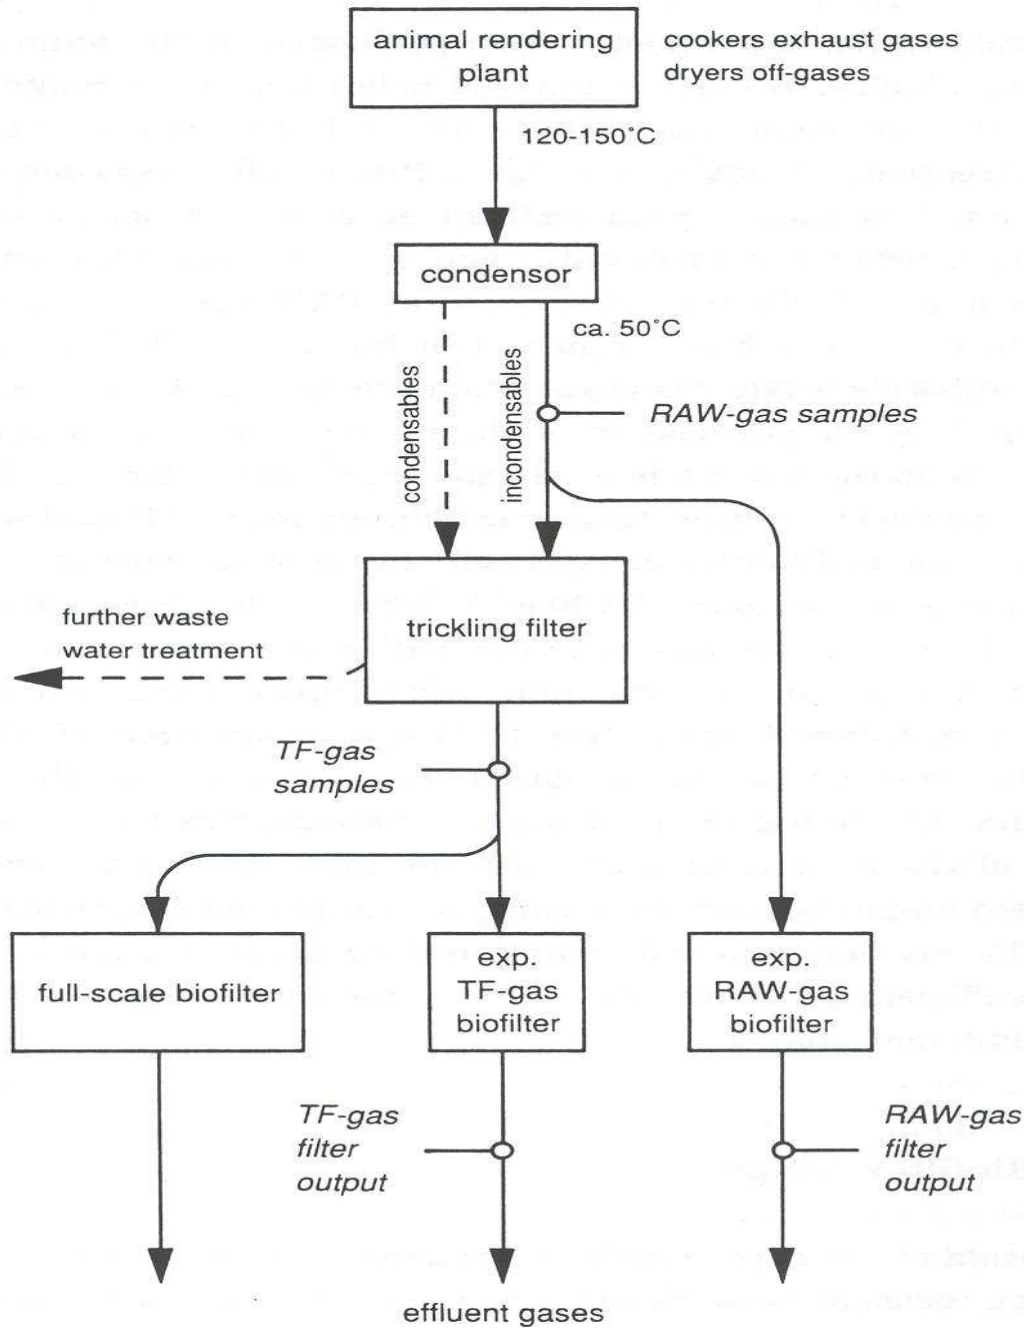 animal rendering
plant
cookers exhaust gases
dryers off-gases
120-150°C
condensor
ca. 50°C
condensables
incondensables
RAW-gas samples
trickling filter
further waste
water treatment
TF-gas
samples
full-scale biofilter
exp.
TF-gas
biofilter
exp.
RAW-gas
biofilter
TF-gas
filter
output
RAW-gas
filter
output
effluent gases